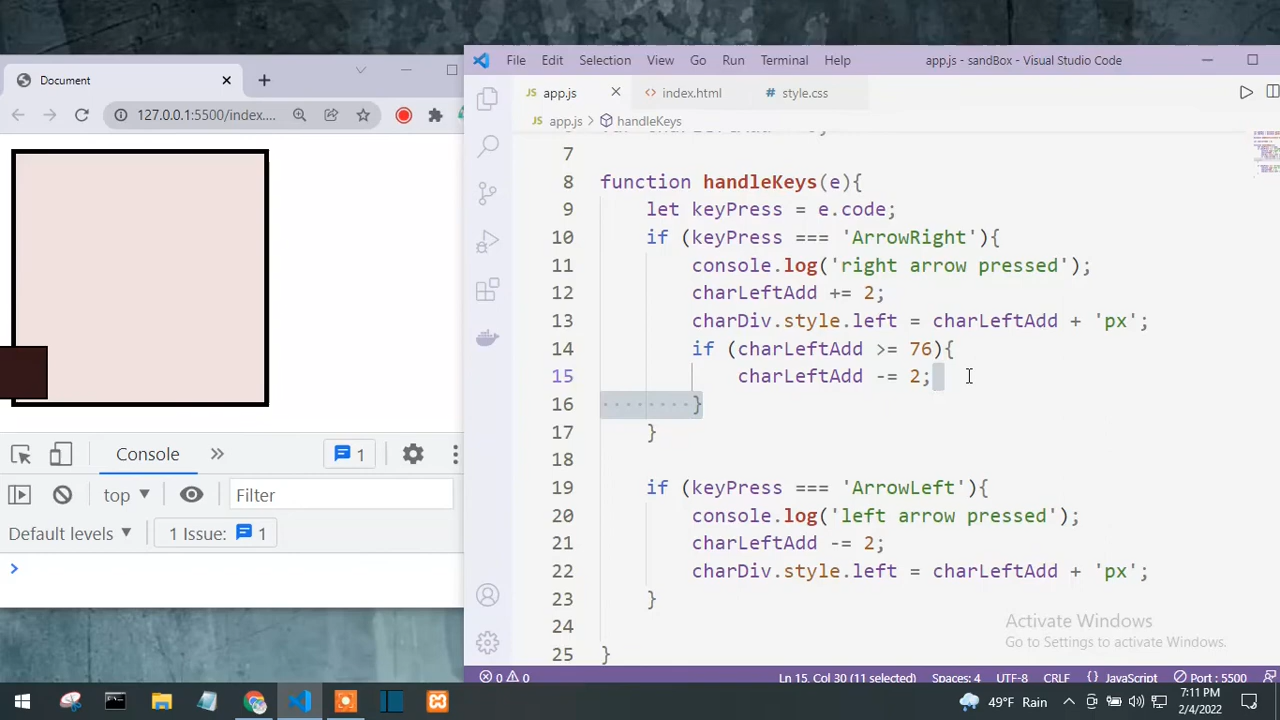 Document
127.0.0.1:5500/index....
Console
1
top
Filter
Default levels
1 Issue:
1
File Edit Selection View Go Run Terminal Help
app.js - sandBox - Visual Studio Code
JS app.js
<> index.html
# style.css
JS app.js > handleKeys
7
8 function handleKeys(e){
9 let keyPress = e.code;
10 if (keyPress === 'ArrowRight'){
11 console.log('right arrow pressed');
12 charLeftAdd += 2;
13 charDiv.style.left = charLeftAdd + 'px';
14 if (charLeftAdd >= 76){
15 charLeftAdd -= 2;
16 }
17 }
18
19 if (keyPress === 'ArrowLeft'){
20 console.log('left arrow pressed');
21 charLeftAdd -= 2;
22 charDiv.style.left = charLeftAdd + 'px';
23 }
24
25 }
Activate Windows
Go to Settings to activate Windows.
0 0
Ln 15, Col 30 (11 selected)
Spaces: 4
UTF-8
CRLF
{ } JavaScript
Port : 5500
49°F Rain
7:11 PM
2/4/2022